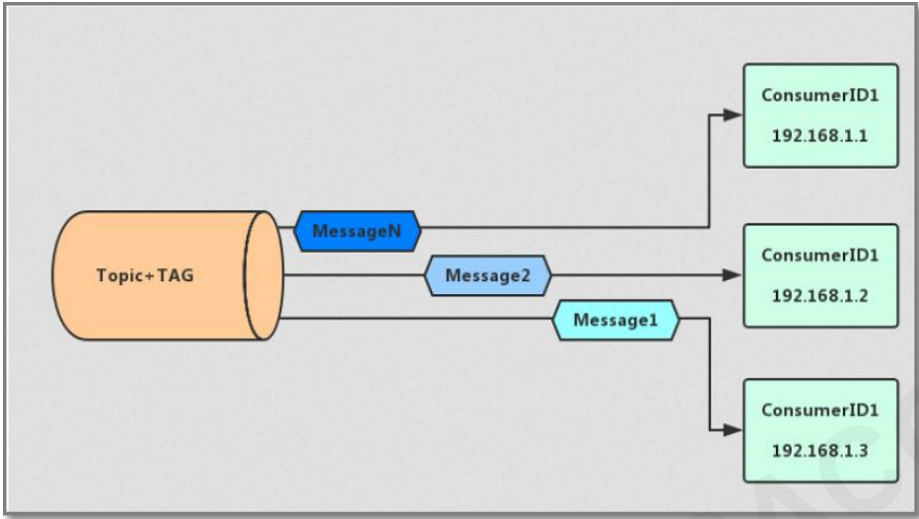 ConsumerID1
192.168.1.1
MessageN
Topic+TAG
Message2
ConsumerID1
192.168.1.2
Message1
ConsumerID1
192.168.1.3